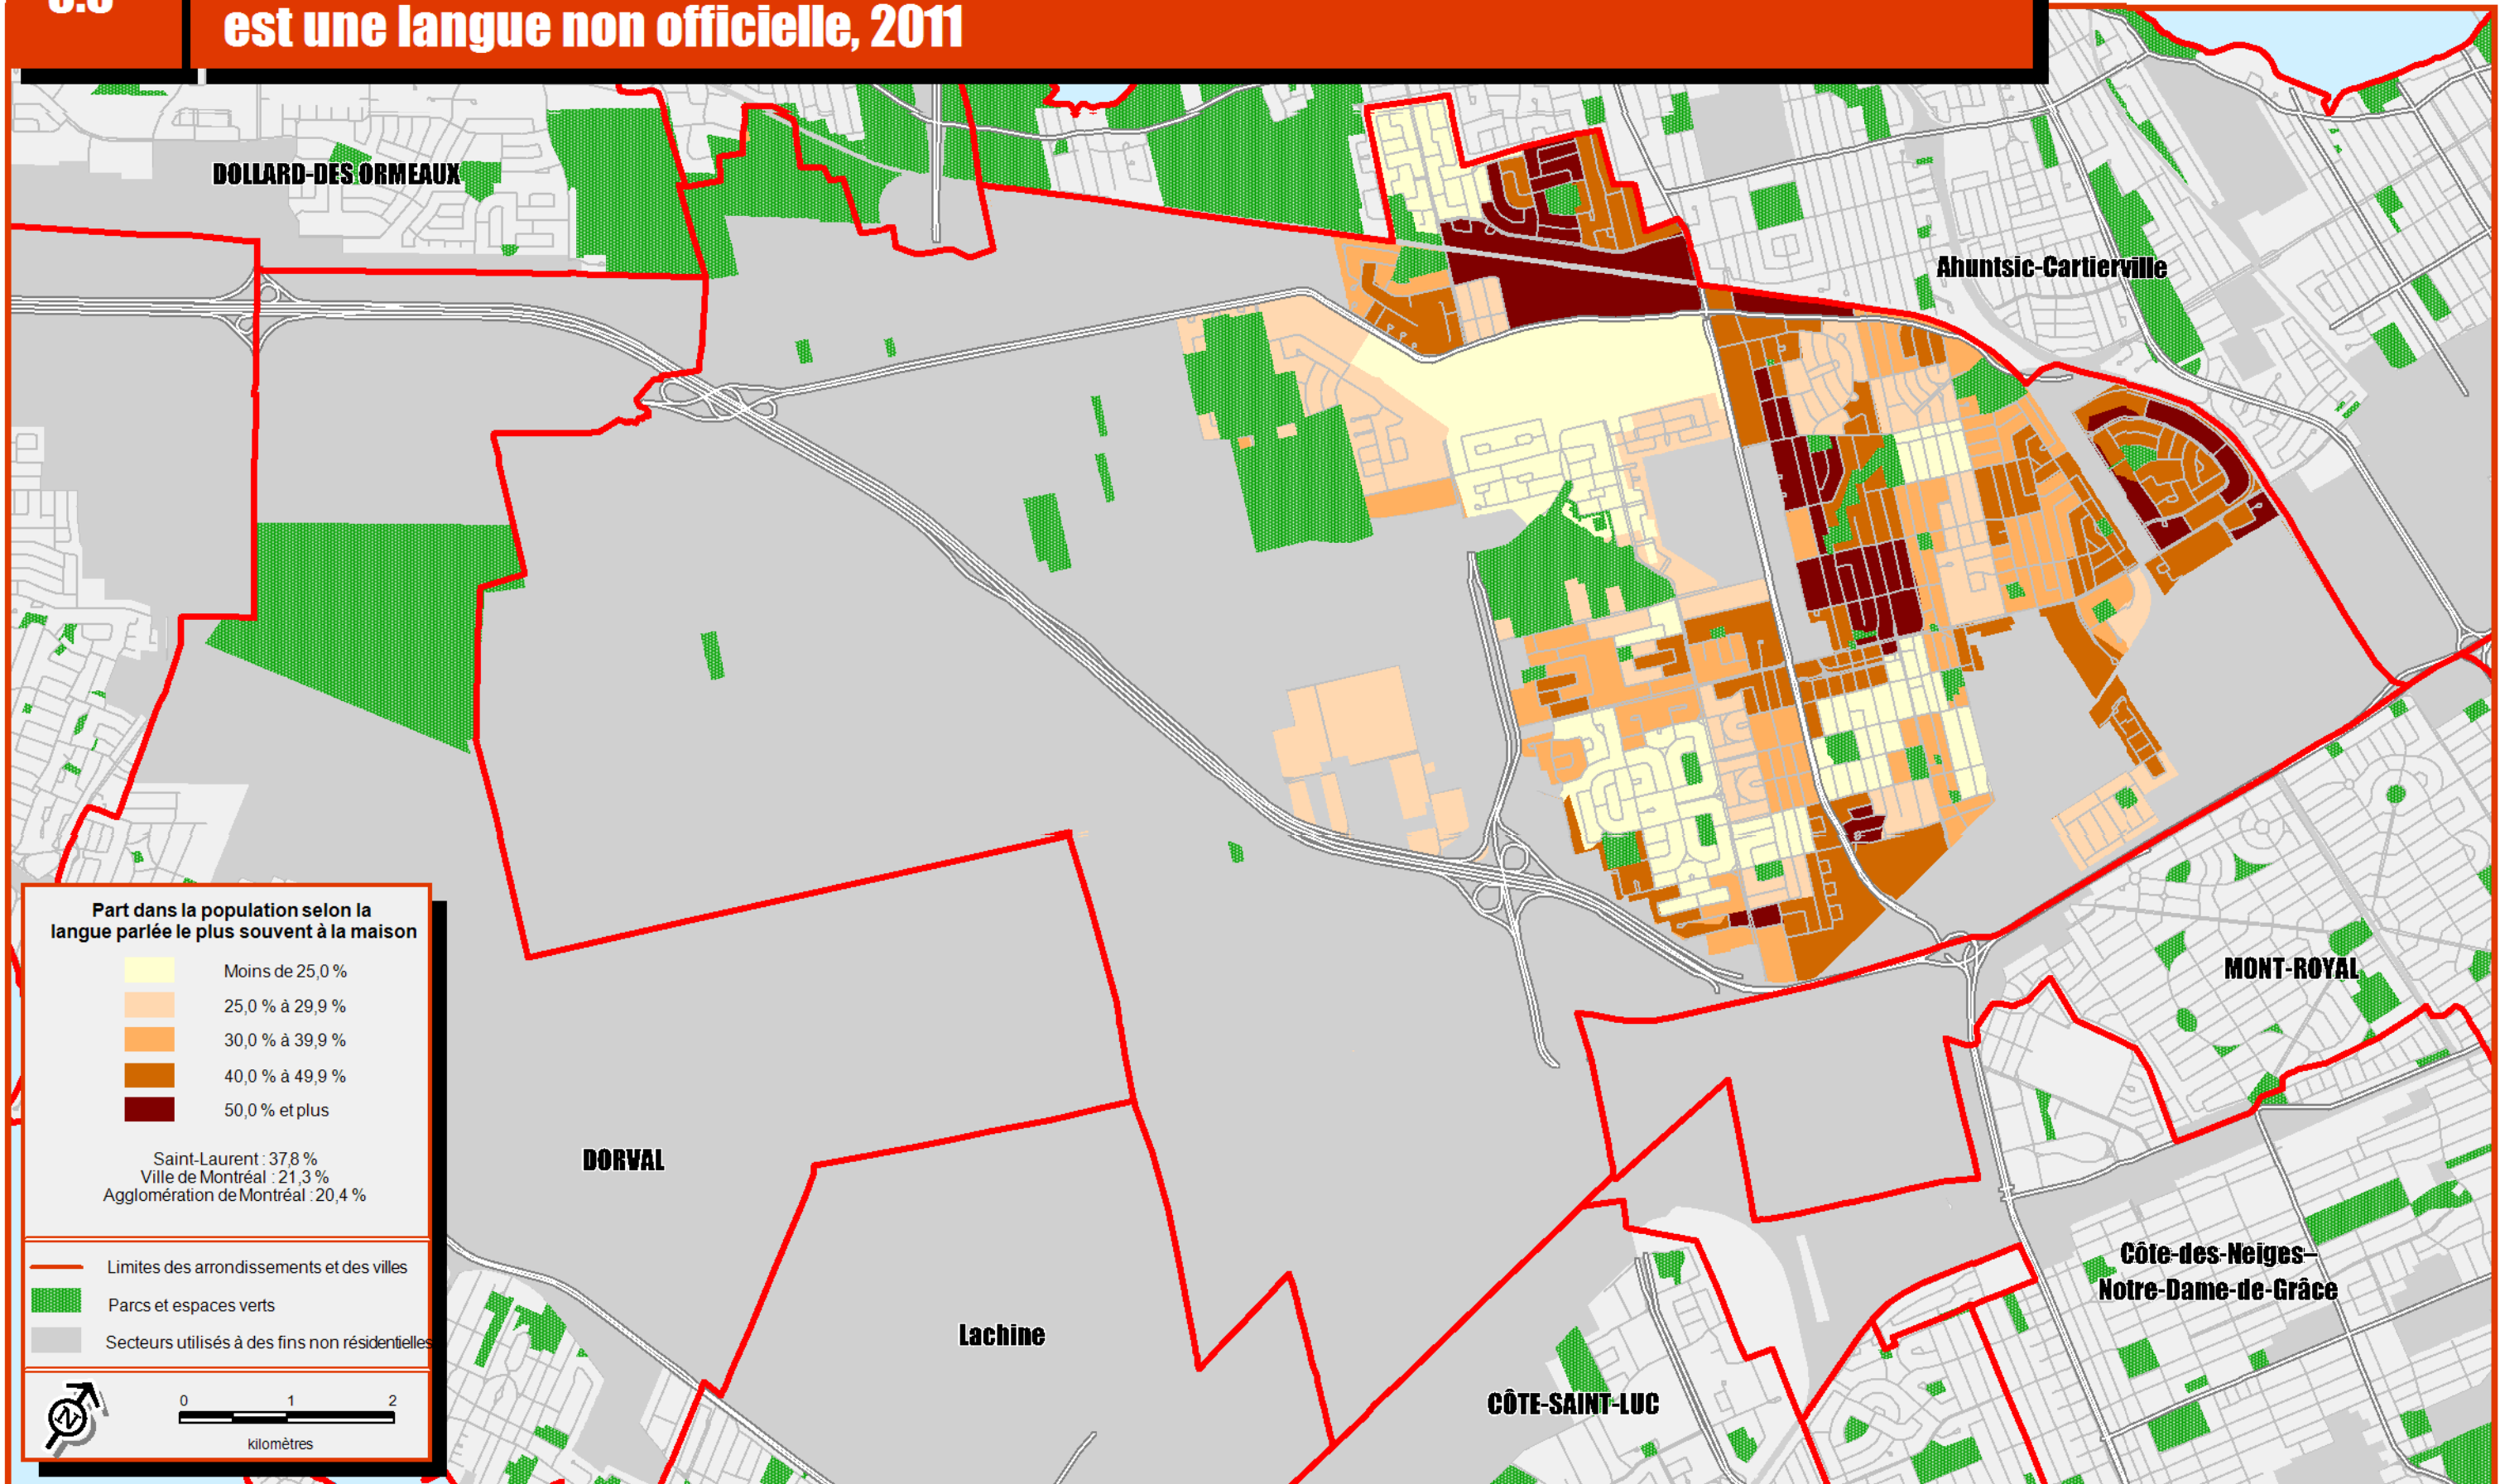 est une langue non officielle, 2011
DOLLARD-DES ORMEAUX
Ahuntsic-Cartierville
MONT-ROYAL
DORVAL
Lachine
Côte-des-Neiges–
Notre-Dame-de-Grâce
CÔTE-SAINT-LUC
Part dans la population selon la
langue parlée le plus souvent à la maison
Moins de 25,0 %
25,0 % à 29,9 %
30,0 % à 39,9 %
40,0 % à 49,9 %
50,0 % et plus
Saint-Laurent : 37,8 %
Ville de Montréal : 21,3 %
Agglomération de Montréal : 20,4 %
Limites des arrondissements et des villes
Parcs et espaces verts
Secteurs utilisés à des fins non résidentielles
N
0 1 2
kilomètres